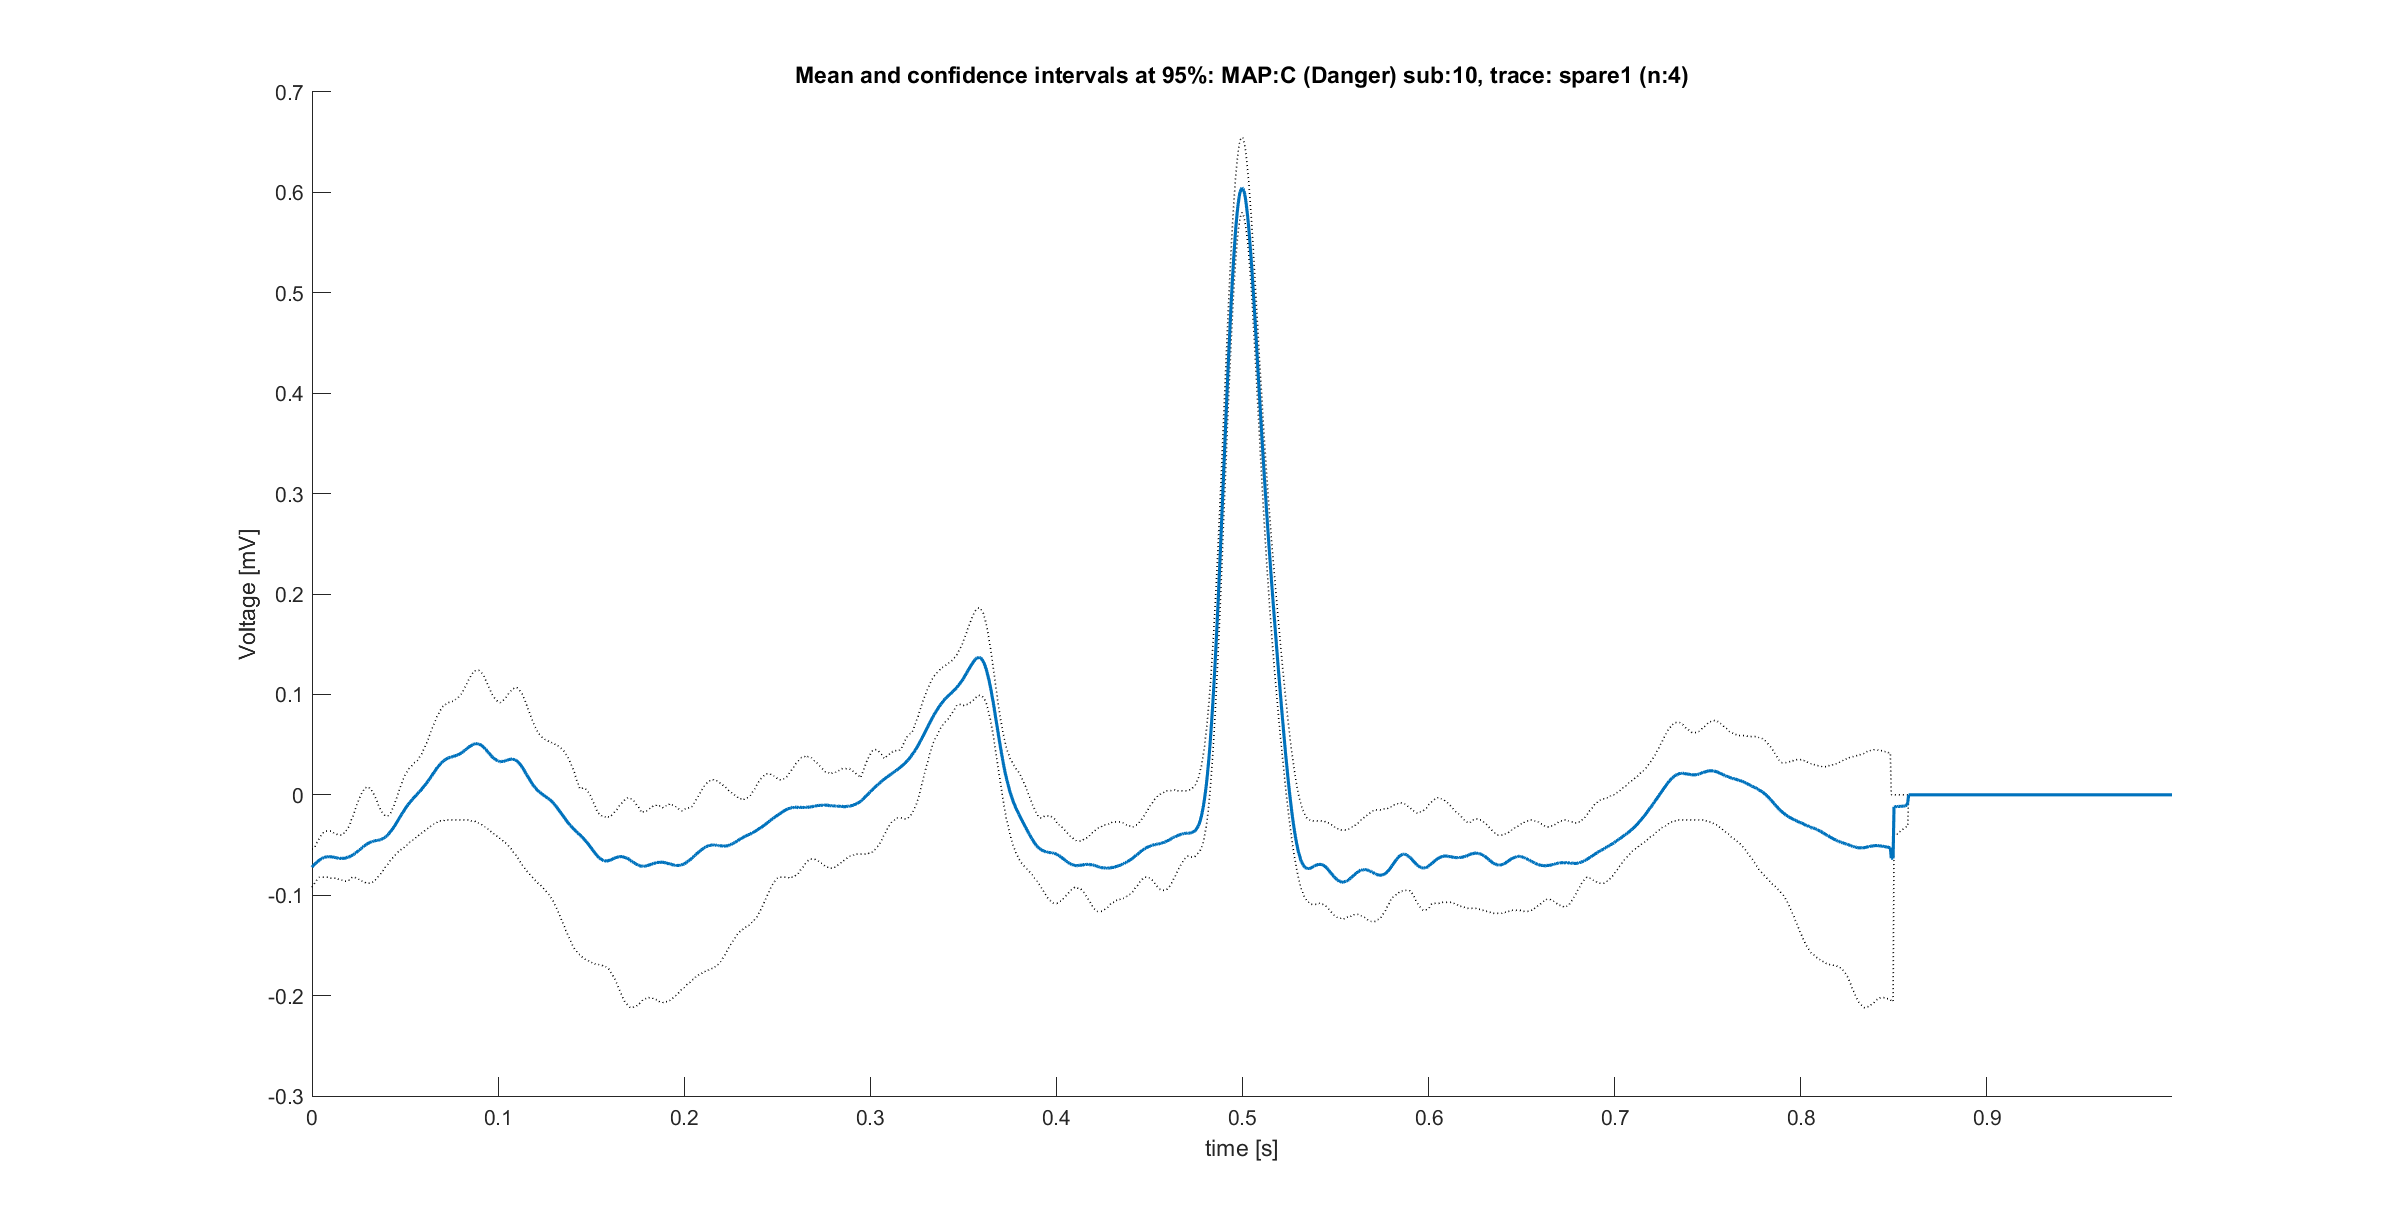 Mean and confidence intervals at 95%: MAP:C (Danger) sub:10, trace: spare1 (n:4)
0.7
0.6
0.5
0.4
0.3
0.2
0.1
0
-0.1
-0.2
-0.3
Voltage [mV]
0 0.1 0.2 0.3 0.4 0.5 0.6 0.7 0.8 0.9
time [s]